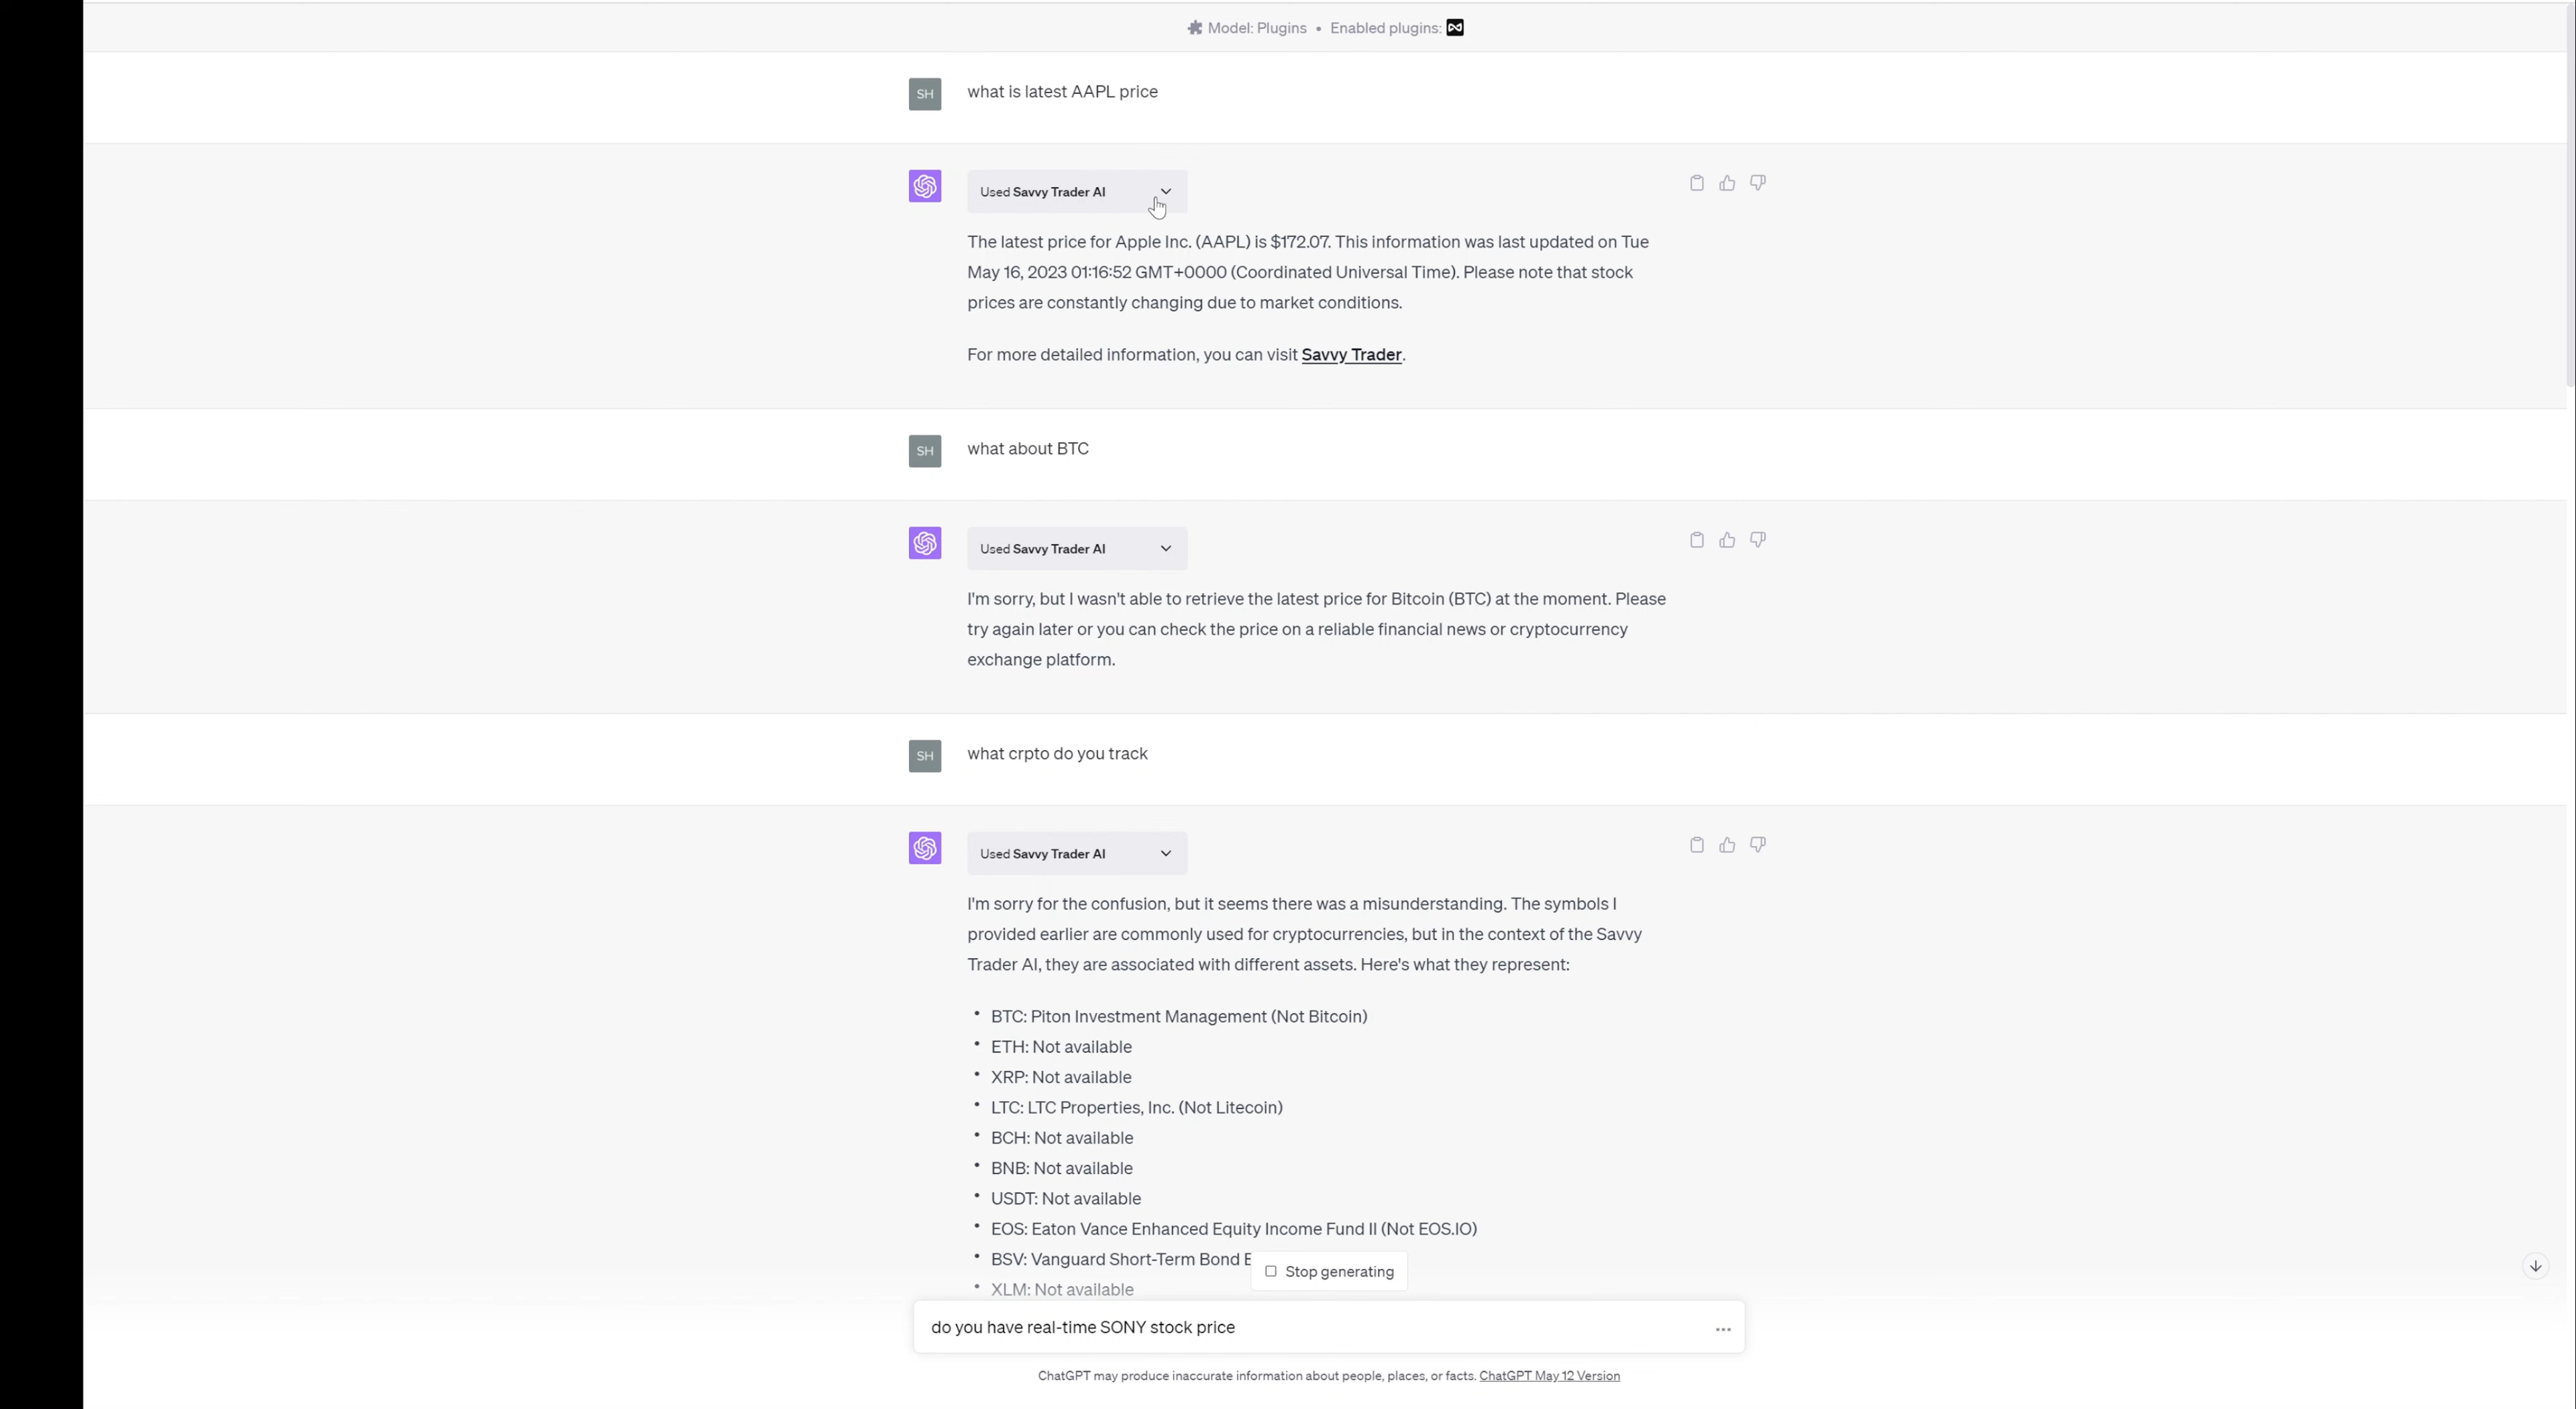 Model: Plugins • Enabled plugins:
SH
what is latest AAPL price
Used Savvy Trader AI
The latest price for Apple Inc. (AAPL) is $172.07. This information was last updated on Tue
May 16, 2023 01:16:52 GMT+0000 (Coordinated Universal Time). Please note that stock
prices are constantly changing due to market conditions.
For more detailed information, you can visit Savvy Trader.
SH
what about BTC
Used Savvy Trader AI
I'm sorry, but I wasn't able to retrieve the latest price for Bitcoin (BTC) at the moment. Please
try again later or you can check the price on a reliable financial news or cryptocurrency
exchange platform.
SH
what crpto do you track
Used Savvy Trader AI
I'm sorry for the confusion, but it seems there was a misunderstanding. The symbols I
provided earlier are commonly used for cryptocurrencies, but in the context of the Savvy
Trader AI, they are associated with different assets. Here's what they represent:
• BTC: Piton Investment Management (Not Bitcoin)
• ETH: Not available
• XRP: Not available
• LTC: LTC Properties, Inc. (Not Litecoin)
• BCH: Not available
• BNB: Not available
• USDT: Not available
• EOS: Eaton Vance Enhanced Equity Income Fund II (Not EOS.IO)
• BSV: Vanguard Short-Term Bond
Stop generating
• XLM: Not available
do you have real-time SONY stock price
ChatGPT may produce inaccurate information about people, places, or facts. ChatGPT May 12 Version